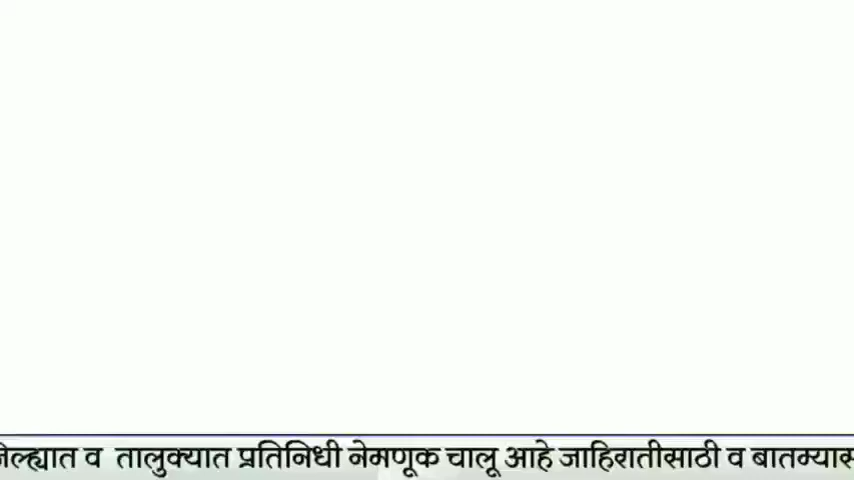 जिल्ह्यात व तालुक्यात प्रतिनिधी नेमणूक चालू आहे जाहिरातीसाठी व